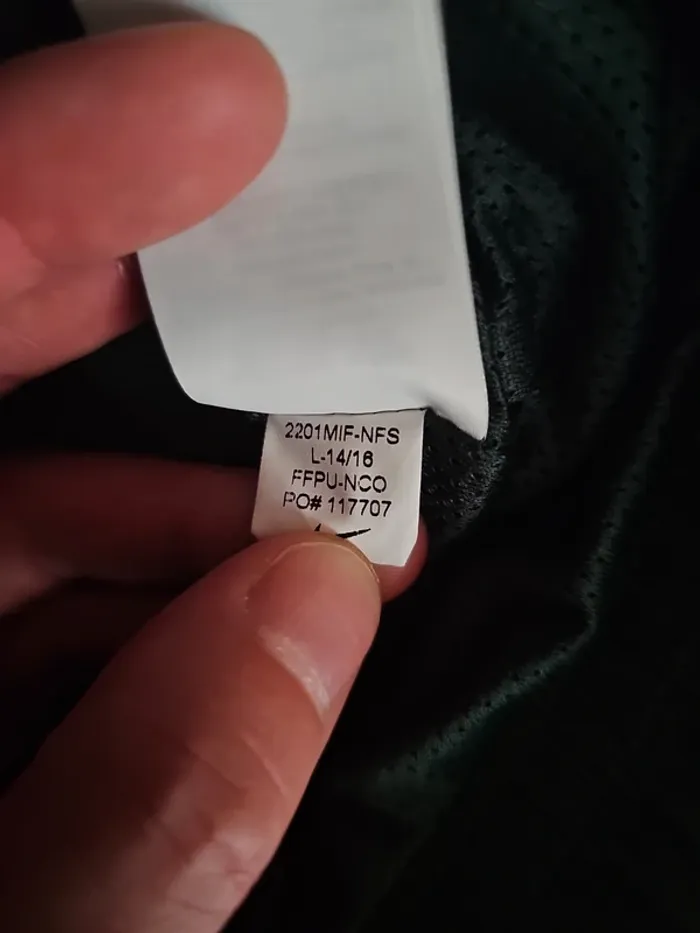 2201MIF-NFS
L-14/16
FFPU-NCO
PO# 117707